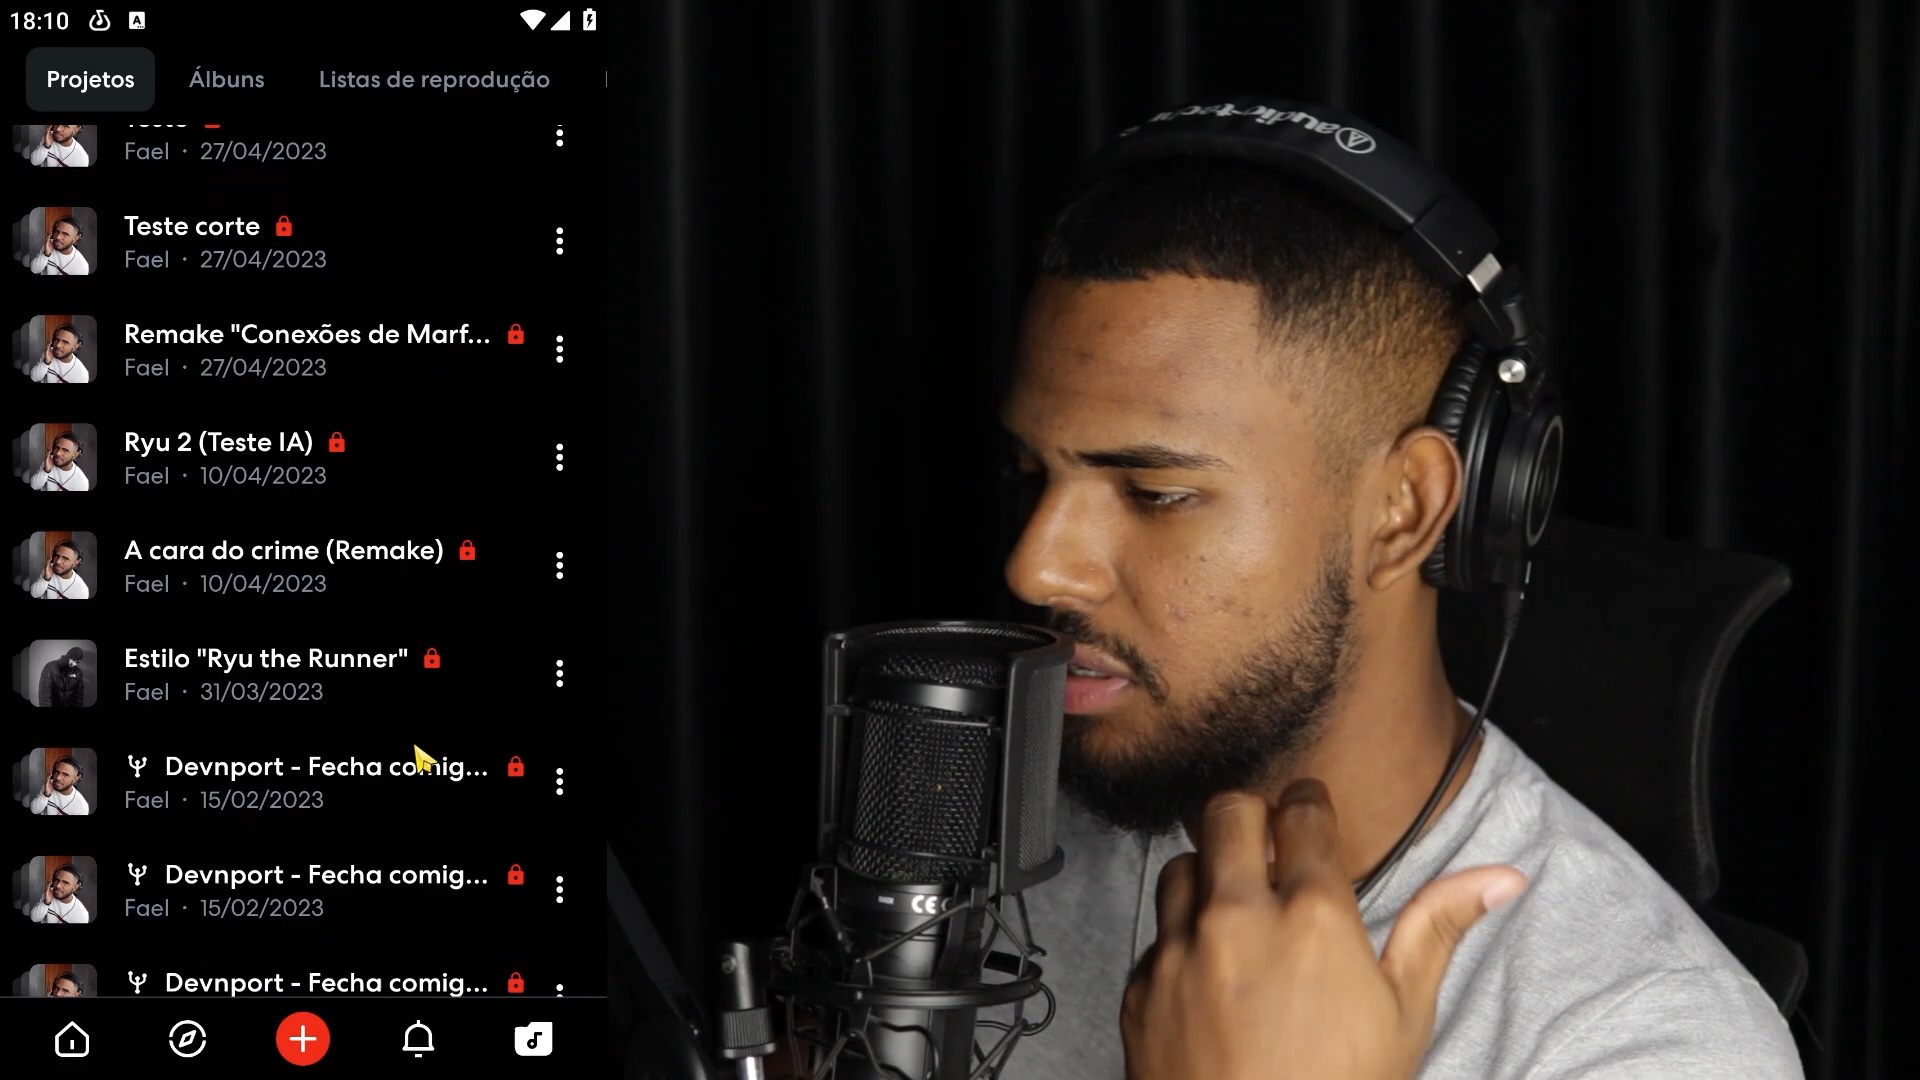 18:10
Projetos Álbuns Listas de reprodução
Teste
Fael · 27/04/2023
Teste corte
Fael · 27/04/2023
Remake "Conexões de Marf...
Fael · 27/04/2023
Ryu 2 (Teste IA)
Fael · 10/04/2023
A cara do crime (Remake)
Fael · 10/04/2023
Estilo "Ryu the Runner"
Fael · 31/03/2023
Devnport - Fecha comig...
Fael · 15/02/2023
Devnport - Fecha comig...
Fael · 15/02/2023
Devnport - Fecha comig...
audio-technica
CE